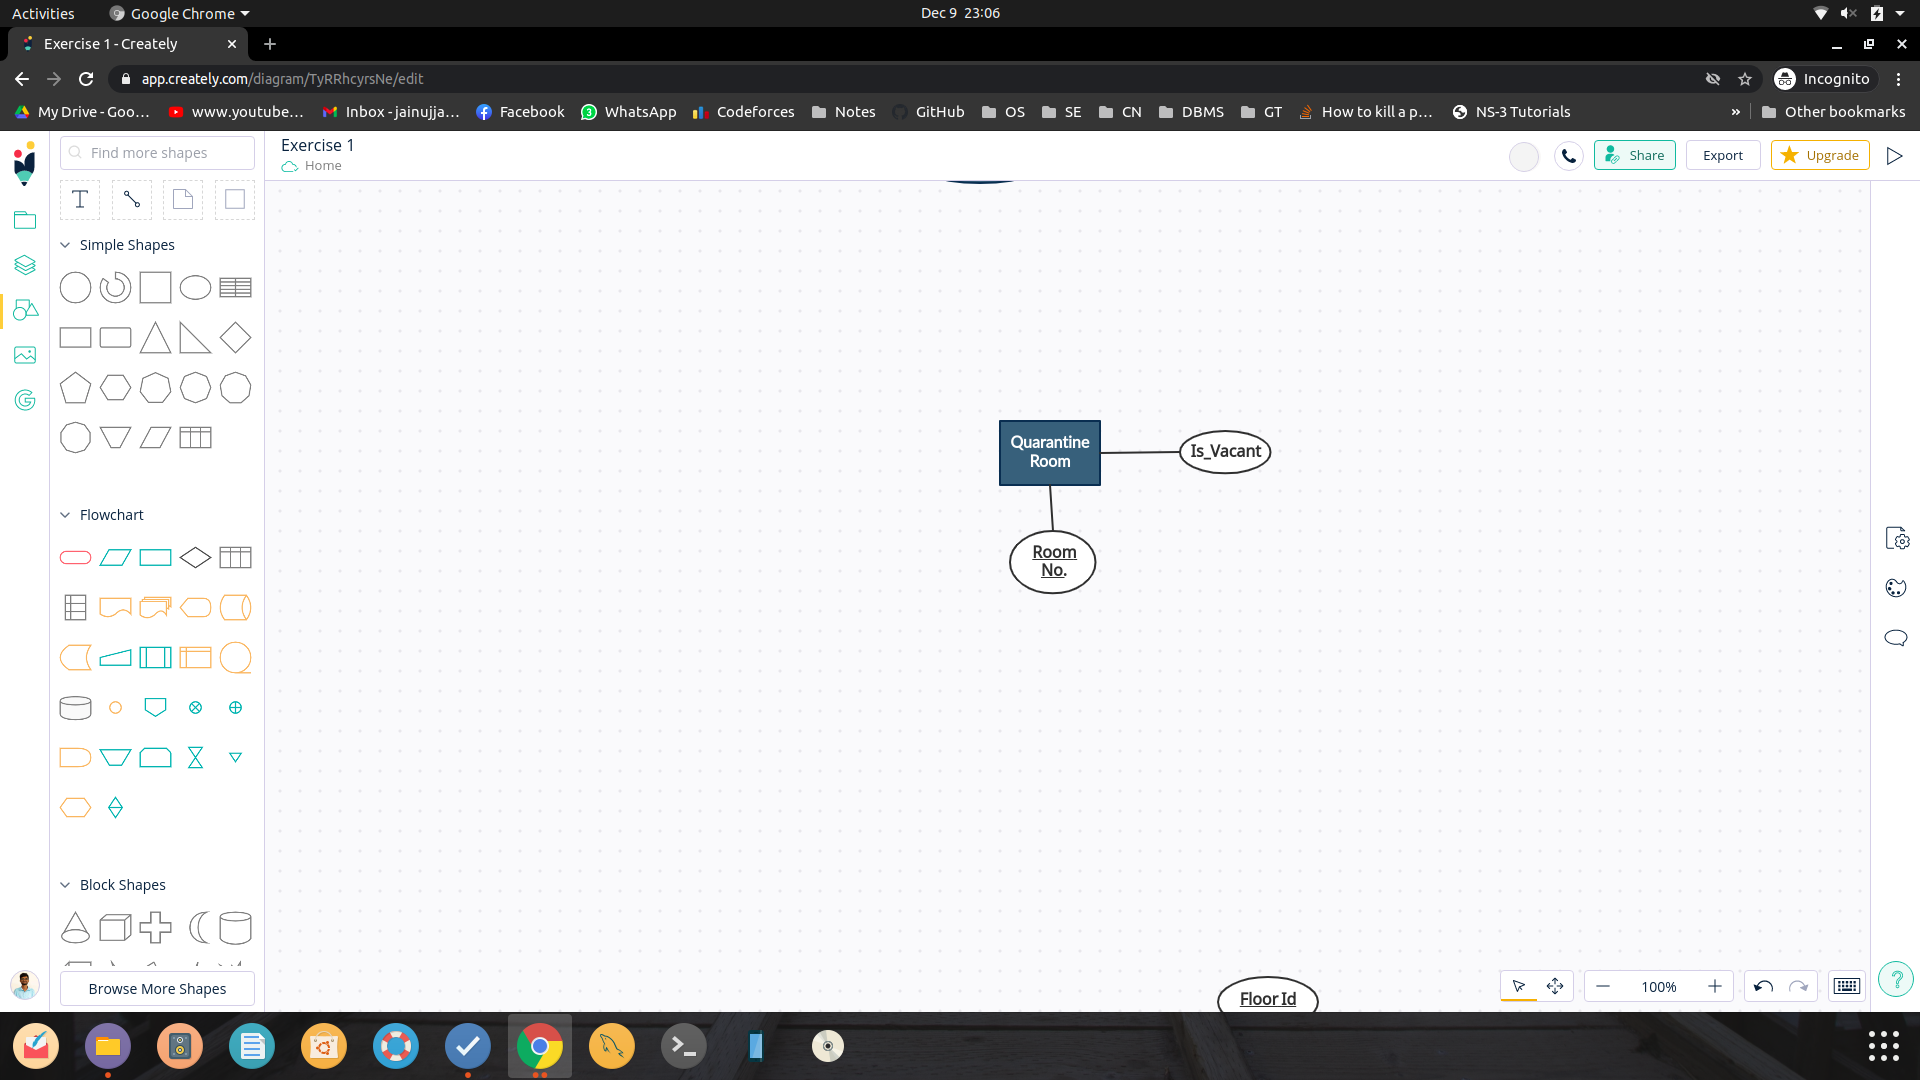 Activities
Google Chrome
Dec 9 23:06
Exercise 1 - Creately
app.creately.com/diagram/TyRRhcyrsNe/edit
Incognito
My Drive - Goo...
www.youtube...
Inbox - jainujja...
Facebook
3
WhatsApp
Codeforces
Notes
GitHub
OS
SE
CN
DBMS
GT
How to kill a p...
NS-3 Tutorials
»
Other bookmarks
Find more shapes
Exercise 1
Home
Share
Export
Upgrade
T
Simple Shapes
Flowchart
Block Shapes
Browse More Shapes
Quarantine
Room
Is_Vacant
Room
No.
Floor Id
100%
?